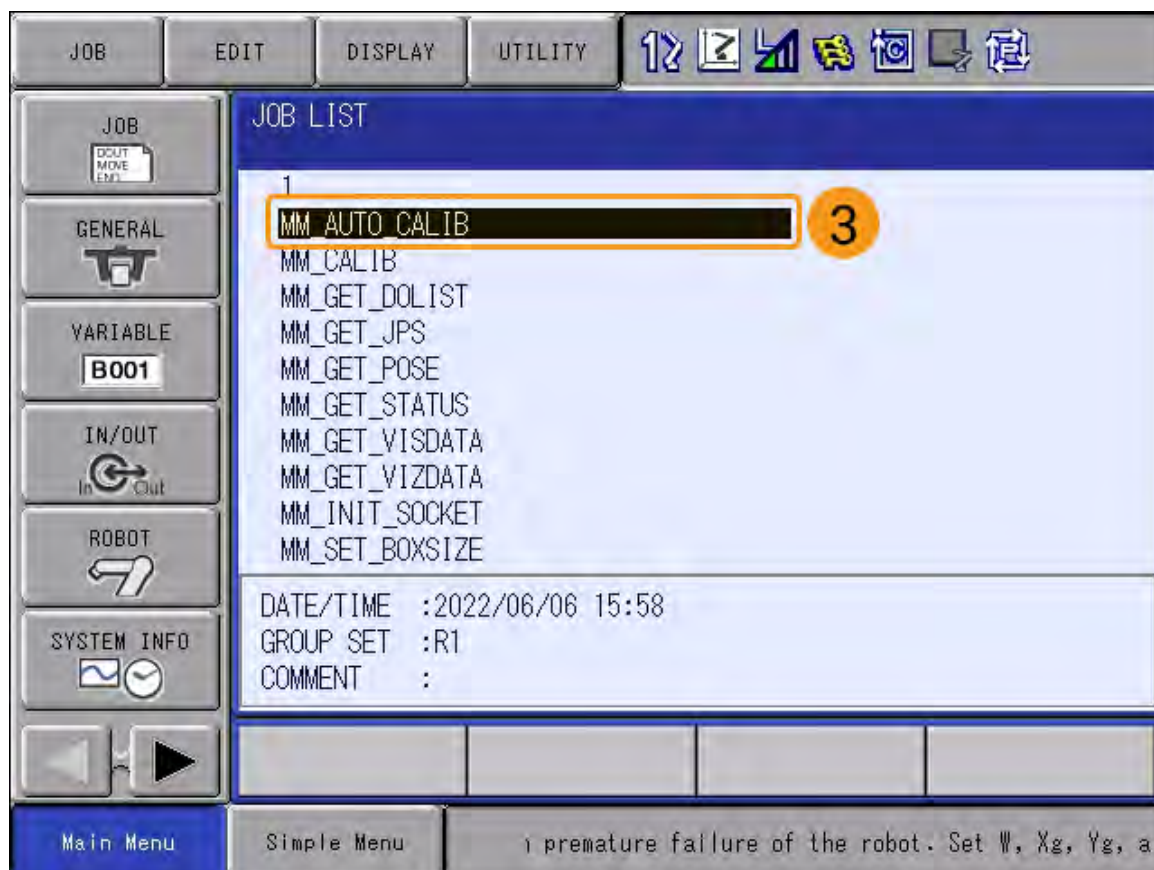 JOB EDIT DISPLAY UTILITY
JOB LIST
JOB
DOUT
MOVE
END
GENERAL
VARIABLE
B001
IN/OUT
In Out
ROBOT
SYSTEM INFO
1
MM_AUTO_CALIB
3
MM_CALIB
MM_GET_DOLIST
MM_GET_JPS
MM_GET_POSE
MM_GET_STATUS
MM_GET_VISDATA
MM_GET_VIZDATA
MM_INIT_SOCKET
MM_SET_BOXSIZE
DATE/TIME :2022/06/06 15:58
GROUP SET :R1
COMMENT :
Main Menu Simple Menu premature failure of the robot. Set W, Xg, Yg, a